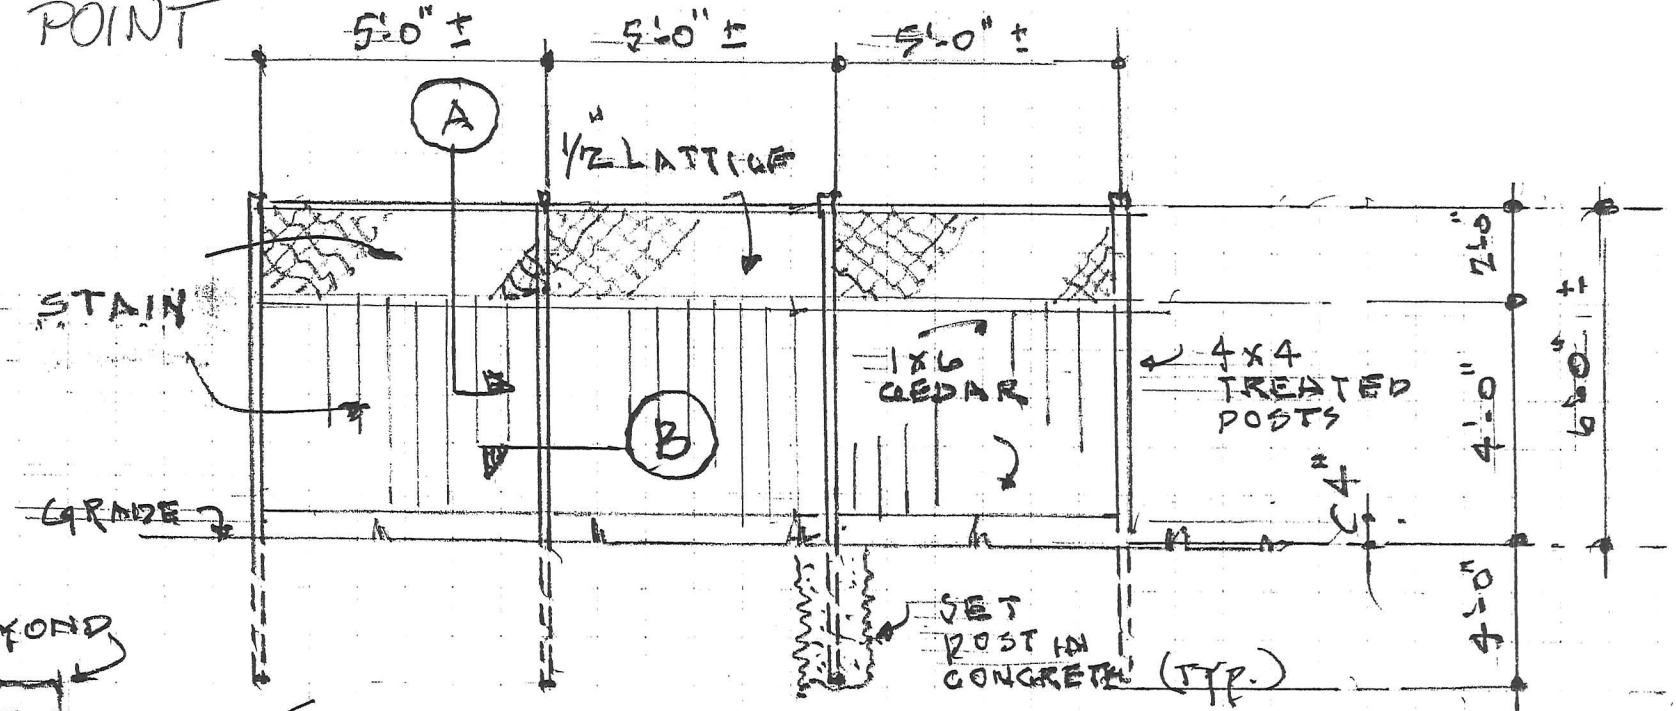 POINT
5'-0" ±
5'-0" ±
5'-0" ±
A
1/2" LATTICE
STAIN
2'-0"
6'-0" ±
1x6
CEDAR
4x4
TREATED
POSTS
4'-0"
B
4"
GRADE
4'-0"
SET
POST IN
CONCRETE (TYP.)